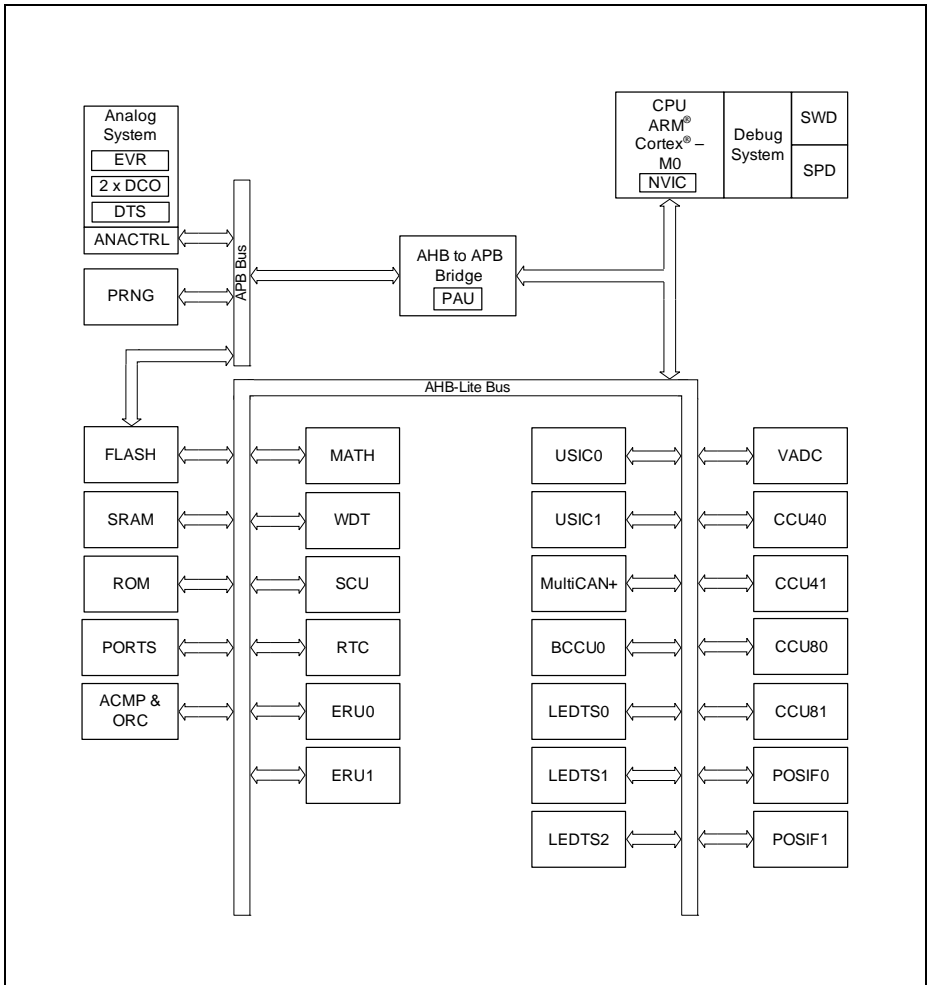 Analog
System
EVR
2 x DCO
DTS
ANACTRL
PRNG
APB Bus
AHB to APB
Bridge
PAU
CPU
ARM®
Cortex® –
M0
NVIC
Debug
System
SWD
SPD
AHB-Lite Bus
FLASH
SRAM
ROM
PORTS
ACMP &
ORC
MATH
WDT
SCU
RTC
ERU0
ERU1
USIC0
USIC1
MultiCAN+
BCCU0
LEDTS0
LEDTS1
LEDTS2
VADC
CCU40
CCU41
CCU80
CCU81
POSIF0
POSIF1